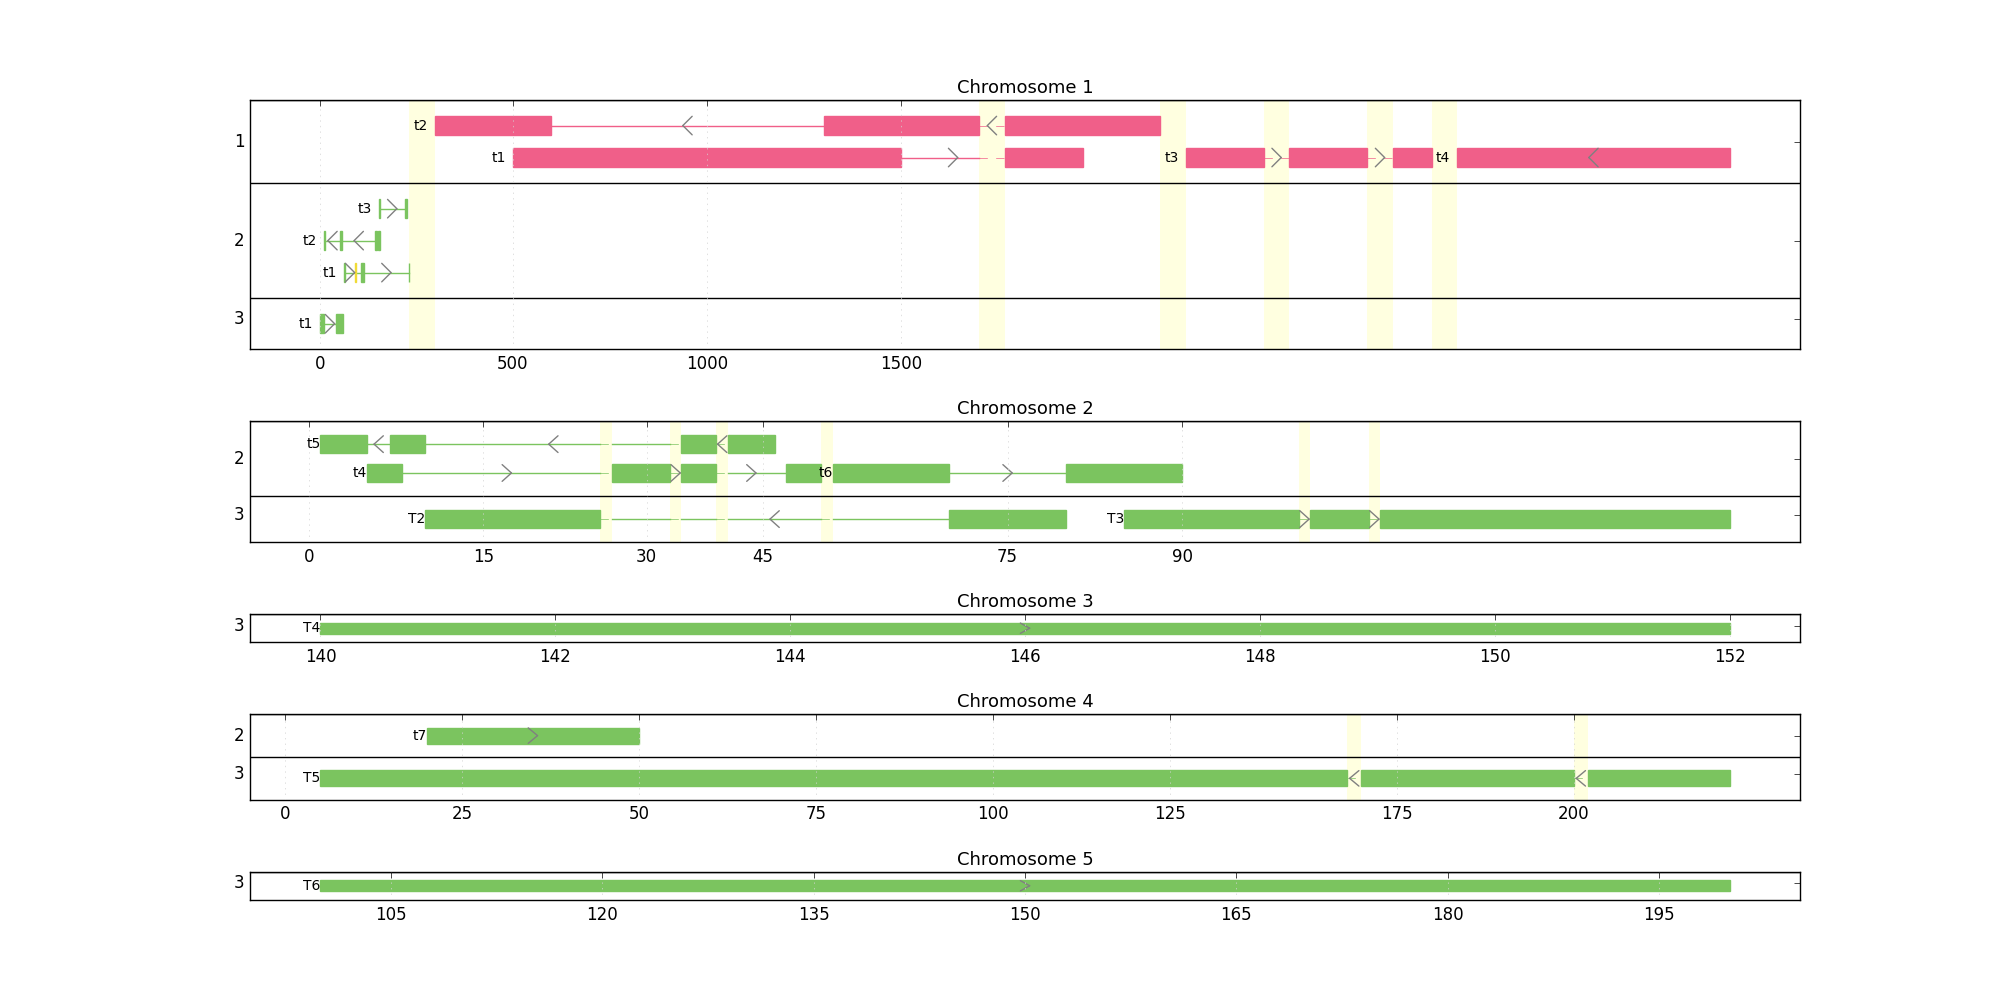 Chromosome 1
1
t2
t1
t3
t4
2
t3
t2
t1
3
t1
0 500 1000 1500
Chromosome 2
2
t5
t4
t6
3
T2
T3
0 15 30 45 75 90
Chromosome 3
3
T4
140 142 144 146 148 150 152
Chromosome 4
2
t7
3
T5
0 25 50 75 100 125 175 200
Chromosome 5
3
T6
105 120 135 150 165 180 195